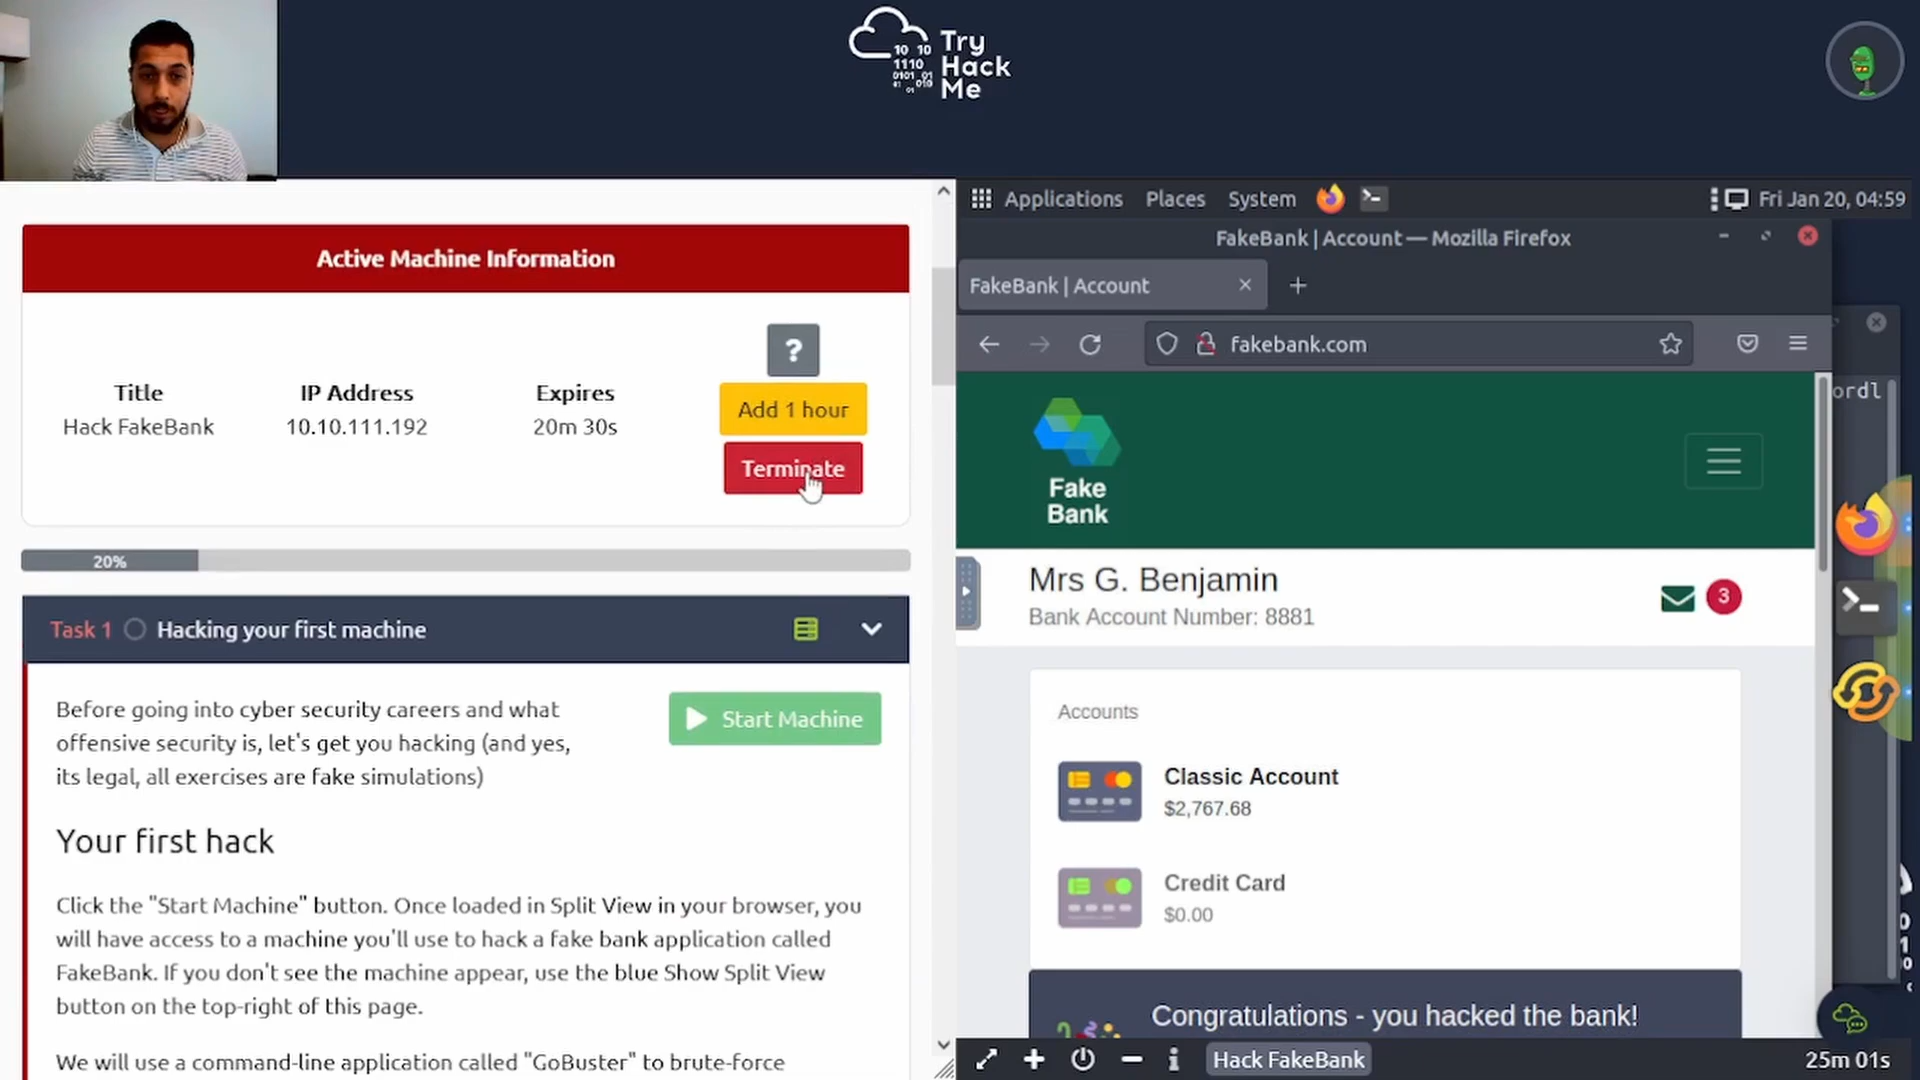 10 10
1110
0101 01
01 010
01
Try
Hack
Me
Active Machine Information
?
Title
IP Address
Expires
Add 1 hour
Hack FakeBank
10.10.111.192
20m 30s
Terminate
20%
Task 1 Hacking your first machine
Before going into cyber security careers and what
offensive security is, let's get you hacking (and yes,
its legal, all exercises are fake simulations)
Start Machine
Your first hack
Click the "Start Machine" button. Once loaded in Split View in your browser, you
will have access to a machine you'll use to hack a fake bank application called
FakeBank. If you don't see the machine appear, use the blue Show Split View
button on the top-right of this page.
We will use a command-line application called "GoBuster" to brute-force
Applications Places System
Fri Jan 20, 04:59
FakeBank | Account — Mozilla Firefox
FakeBank | Account
fakebank.com
ordl
Fake
Bank
Mrs G. Benjamin
Bank Account Number: 8881
3
Accounts
Classic Account
$2,767.68
Credit Card
$0.00
Congratulations - you hacked the bank!
Hack FakeBank
25m 01s